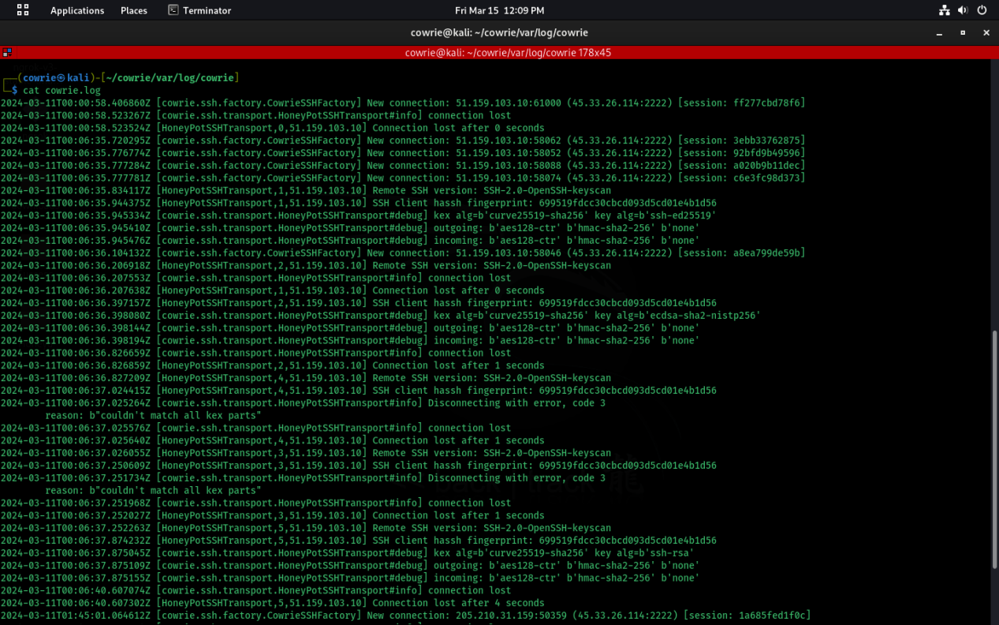 Applications Places Terminator Fri Mar 15 12:09 PM
cowrie@kali: ~/cowrie/var/log/cowrie
cowrie@kali: ~/cowrie/var/log/cowrie 178x45
┌──(cowrie㉿kali)-[~/cowrie/var/log/cowrie]
└─$ cat cowrie.log
2024-03-11T00:00:58.406860Z [cowrie.ssh.factory.CowrieSSHFactory] New connection: 51.159.103.10:61000 (45.33.26.114:2222) [session: ff277cbd78f6]
2024-03-11T00:00:58.523267Z [cowrie.ssh.transport.HoneyPotSSHTransport#info] connection lost
2024-03-11T00:00:58.523524Z [HoneyPotSSHTransport,0,51.159.103.10] Connection lost after 0 seconds
2024-03-11T00:06:35.720295Z [cowrie.ssh.factory.CowrieSSHFactory] New connection: 51.159.103.10:58062 (45.33.26.114:2222) [session: 3ebb33762875]
2024-03-11T00:06:35.776774Z [cowrie.ssh.factory.CowrieSSHFactory] New connection: 51.159.103.10:58052 (45.33.26.114:2222) [session: 92bfd9b49596]
2024-03-11T00:06:35.777284Z [cowrie.ssh.factory.CowrieSSHFactory] New connection: 51.159.103.10:58088 (45.33.26.114:2222) [session: a020b9b11dec]
2024-03-11T00:06:35.777781Z [cowrie.ssh.factory.CowrieSSHFactory] New connection: 51.159.103.10:58074 (45.33.26.114:2222) [session: c6e3fc98d373]
2024-03-11T00:06:35.834117Z [HoneyPotSSHTransport,1,51.159.103.10] Remote SSH version: SSH-2.0-OpenSSH-keyscan
2024-03-11T00:06:35.944375Z [HoneyPotSSHTransport,1,51.159.103.10] SSH client hassh fingerprint: 699519fdcc30cbcd093d5cd01e4b1d56
2024-03-11T00:06:35.945334Z [cowrie.ssh.transport.HoneyPotSSHTransport#debug] kex alg=b'curve25519-sha256' key alg=b'ssh-ed25519'
2024-03-11T00:06:35.945410Z [cowrie.ssh.transport.HoneyPotSSHTransport#debug] outgoing: b'aes128-ctr' b'hmac-sha2-256' b'none'
2024-03-11T00:06:35.945476Z [cowrie.ssh.transport.HoneyPotSSHTransport#debug] incoming: b'aes128-ctr' b'hmac-sha2-256' b'none'
2024-03-11T00:06:36.104132Z [cowrie.ssh.factory.CowrieSSHFactory] New connection: 51.159.103.10:58046 (45.33.26.114:2222) [session: a8ea799de59b]
2024-03-11T00:06:36.206918Z [HoneyPotSSHTransport,2,51.159.103.10] Remote SSH version: SSH-2.0-OpenSSH-keyscan
2024-03-11T00:06:36.207553Z [cowrie.ssh.transport.HoneyPotSSHTransport#info] connection lost
2024-03-11T00:06:36.207638Z [HoneyPotSSHTransport,1,51.159.103.10] Connection lost after 0 seconds
2024-03-11T00:06:36.397157Z [HoneyPotSSHTransport,2,51.159.103.10] SSH client hassh fingerprint: 699519fdcc30cbcd093d5cd01e4b1d56
2024-03-11T00:06:36.398080Z [cowrie.ssh.transport.HoneyPotSSHTransport#debug] kex alg=b'curve25519-sha256' key alg=b'ecdsa-sha2-nistp256'
2024-03-11T00:06:36.398144Z [cowrie.ssh.transport.HoneyPotSSHTransport#debug] outgoing: b'aes128-ctr' b'hmac-sha2-256' b'none'
2024-03-11T00:06:36.398194Z [cowrie.ssh.transport.HoneyPotSSHTransport#debug] incoming: b'aes128-ctr' b'hmac-sha2-256' b'none'
2024-03-11T00:06:36.826659Z [cowrie.ssh.transport.HoneyPotSSHTransport#info] connection lost
2024-03-11T00:06:36.826859Z [HoneyPotSSHTransport,2,51.159.103.10] Connection lost after 1 seconds
2024-03-11T00:06:36.827209Z [HoneyPotSSHTransport,4,51.159.103.10] Remote SSH version: SSH-2.0-OpenSSH-keyscan
2024-03-11T00:06:37.024415Z [HoneyPotSSHTransport,4,51.159.103.10] SSH client hassh fingerprint: 699519fdcc30cbcd093d5cd01e4b1d56
2024-03-11T00:06:37.025264Z [cowrie.ssh.transport.HoneyPotSSHTransport#info] Disconnecting with error, code 3
reason: b"couldn't match all kex parts"
2024-03-11T00:06:37.025576Z [cowrie.ssh.transport.HoneyPotSSHTransport#info] connection lost
2024-03-11T00:06:37.025640Z [HoneyPotSSHTransport,4,51.159.103.10] Connection lost after 1 seconds
2024-03-11T00:06:37.026055Z [HoneyPotSSHTransport,3,51.159.103.10] Remote SSH version: SSH-2.0-OpenSSH-keyscan
2024-03-11T00:06:37.250609Z [HoneyPotSSHTransport,3,51.159.103.10] SSH client hassh fingerprint: 699519fdcc30cbcd093d5cd01e4b1d56
2024-03-11T00:06:37.251734Z [cowrie.ssh.transport.HoneyPotSSHTransport#info] Disconnecting with error, code 3
reason: b"couldn't match all kex parts"
2024-03-11T00:06:37.251968Z [cowrie.ssh.transport.HoneyPotSSHTransport#info] connection lost
2024-03-11T00:06:37.252027Z [HoneyPotSSHTransport,3,51.159.103.10] Connection lost after 1 seconds
2024-03-11T00:06:37.252263Z [HoneyPotSSHTransport,5,51.159.103.10] Remote SSH version: SSH-2.0-OpenSSH-keyscan
2024-03-11T00:06:37.874232Z [HoneyPotSSHTransport,5,51.159.103.10] SSH client hassh fingerprint: 699519fdcc30cbcd093d5cd01e4b1d56
2024-03-11T00:06:37.875045Z [cowrie.ssh.transport.HoneyPotSSHTransport#debug] kex alg=b'curve25519-sha256' key alg=b'ssh-rsa'
2024-03-11T00:06:37.875109Z [cowrie.ssh.transport.HoneyPotSSHTransport#debug] outgoing: b'aes128-ctr' b'hmac-sha2-256' b'none'
2024-03-11T00:06:37.875155Z [cowrie.ssh.transport.HoneyPotSSHTransport#debug] incoming: b'aes128-ctr' b'hmac-sha2-256' b'none'
2024-03-11T00:06:40.607074Z [cowrie.ssh.transport.HoneyPotSSHTransport#info] connection lost
2024-03-11T00:06:40.607302Z [HoneyPotSSHTransport,5,51.159.103.10] Connection lost after 4 seconds
2024-03-11T01:45:01.064612Z [cowrie.ssh.factory.CowrieSSHFactory] New connection: 205.210.31.159:50359 (45.33.26.114:2222) [session: 1a685fed1f0c]